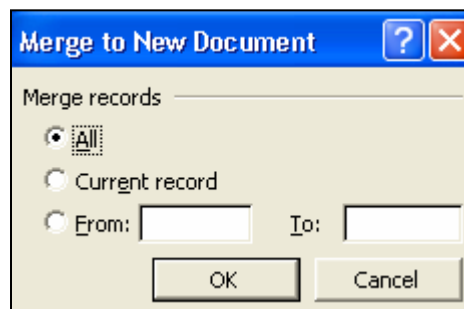 Merge to New Document ?
Merge records
All
Current record
From: To:
OK Cancel